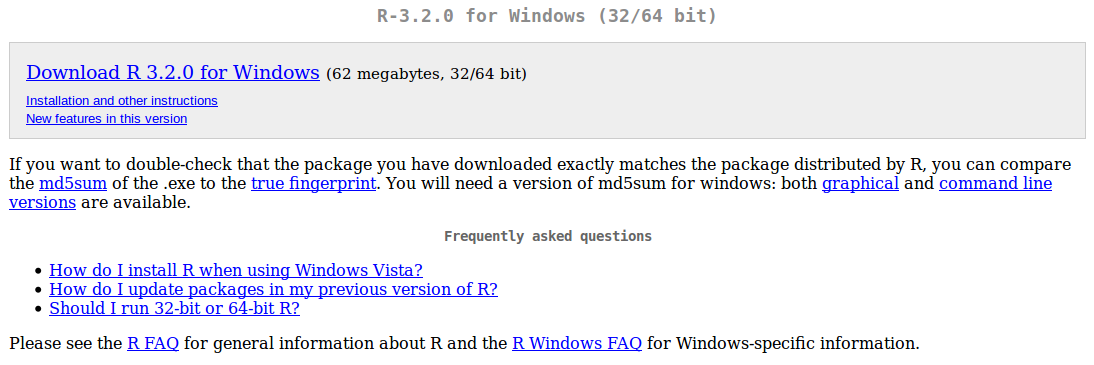 R-3.2.0 for Windows (32/64 bit)
Download R 3.2.0 for Windows (62 megabytes, 32/64 bit)
Installation and other instructions
New features in this version
If you want to double-check that the package you have downloaded exactly matches the package distributed by R, you can compare
the md5sum of the .exe to the true fingerprint. You will need a version of md5sum for windows: both graphical and command line
versions are available.
Frequently asked questions
• How do I install R when using Windows Vista?
• How do I update packages in my previous version of R?
• Should I run 32-bit or 64-bit R?
Please see the R FAQ for general information about R and the R Windows FAQ for Windows-specific information.